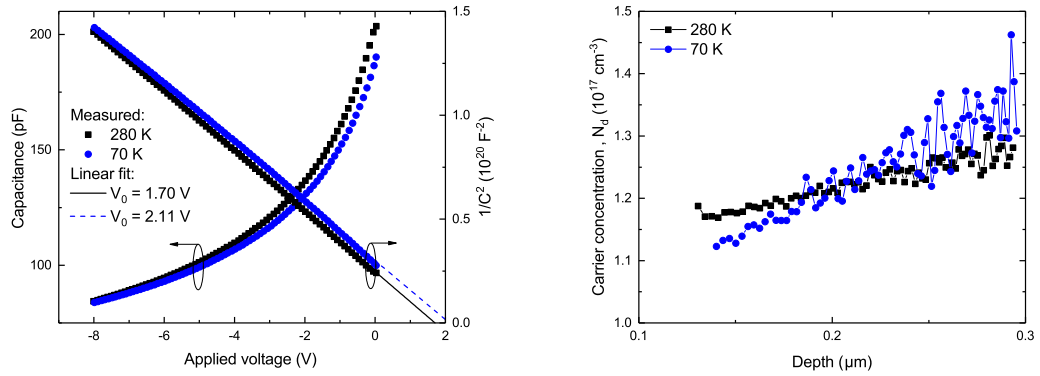 200
150
100
Capacitance (pF)
Measured:
280 K
70 K
Linear fit:
V₀ = 1.70 V
V₀ = 2.11 V
1.5
1.0
0.5
0.0
1/C² (10²⁰ F⁻²)
-8 -6 -4 -2 0 2
Applied voltage (V)
1.5
1.4
1.3
1.2
1.1
1.0
Carrier concentration , N_d (10¹⁷ cm⁻³)
280 K
70 K
0.1 0.2 0.3
Depth (µm)